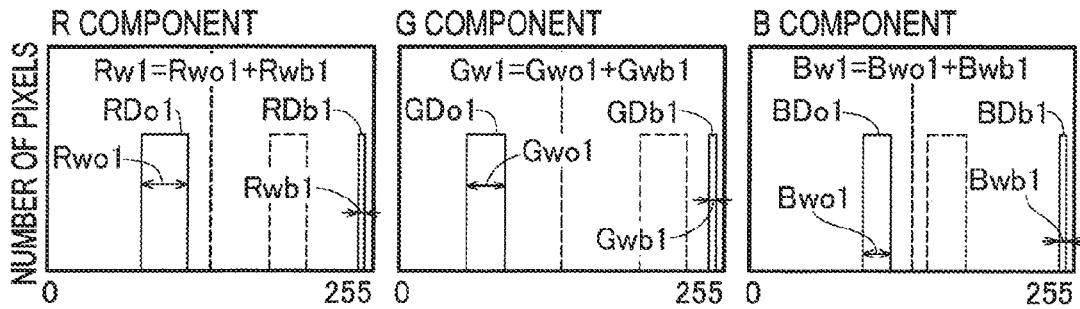 R COMPONENT
G COMPONENT
B COMPONENT
NUMBER OF PIXELS
Rw1=Rwo1+Rwb1
RDo1
RDb1
Rwo1
Rwb1
0
255
Gw1=Gwo1+Gwb1
GDo1
GDb1
Gwo1
Gwb1
0
255
Bw1=Bwo1+Bwb1
BDo1
BDb1
Bwo1
Bwb1
0
255